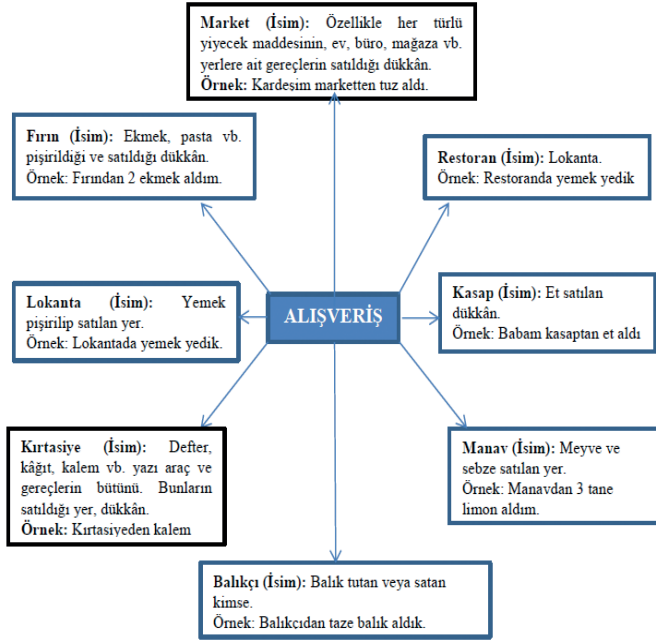 Market (İsim): Özellikle her türlü
yiyecek maddesinin, ev, büro, mağaza vb.
yerlere ait gereçlerin satıldığı dükkân.
Örnek: Kardeşim marketten tuz aldı.
Fırın (İsim): Ekmek, pasta vb.
pişirildiği ve satıldığı dükkân.
Örnek: Fırından 2 ekmek aldım.
Restoran (İsim): Lokanta.
Örnek: Restoranda yemek yedik
Lokanta (İsim): Yemek
pişirilip satılan yer.
Örnek: Lokantada yemek yedik.
ALIŞVERİŞ
Kasap (İsim): Et satılan
dükkân.
Örnek: Babam kasaptan et aldı
Kırtasiye (İsim): Defter,
kâğıt, kalem vb. yazı araç ve
gereçlerin bütünü. Bunların
satıldığı yer, dükkân.
Örnek: Kırtasiyeden kalem
Manav (İsim): Meyve ve
sebze satılan yer.
Örnek: Manavdan 3 tane
limon aldım.
Balıkçı (İsim): Balık tutan veya satan
kimse.
Örnek: Balıkçıdan taze balık aldık.